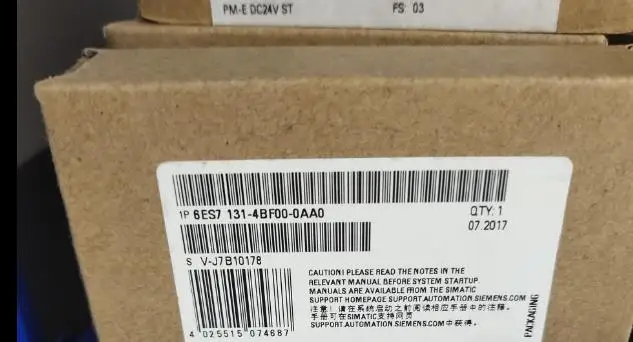 PM-E DC24V ST FS: 03
1P 6ES7 131-4BF00-0AA0 QTY: 1
07.2017
S V-J7B10178
CAUTION! PLEASE READ THE NOTES IN THE
RELEVANT MANUAL BEFORE SYSTEM STARTUP.
MANUALS ARE AVAILABLE FROM THE SIMATIC
SUPPORT HOMEPAGE SUPPORT.AUTOMATION.SIEMENS.COM
注意！请在系统启动之前阅读相应手册中的注释。
手册可在SIMATIC支持网页
SUPPORT.AUTOMATION.SIEMENS.COM中获得。
4 025515 074687
PACKAGING